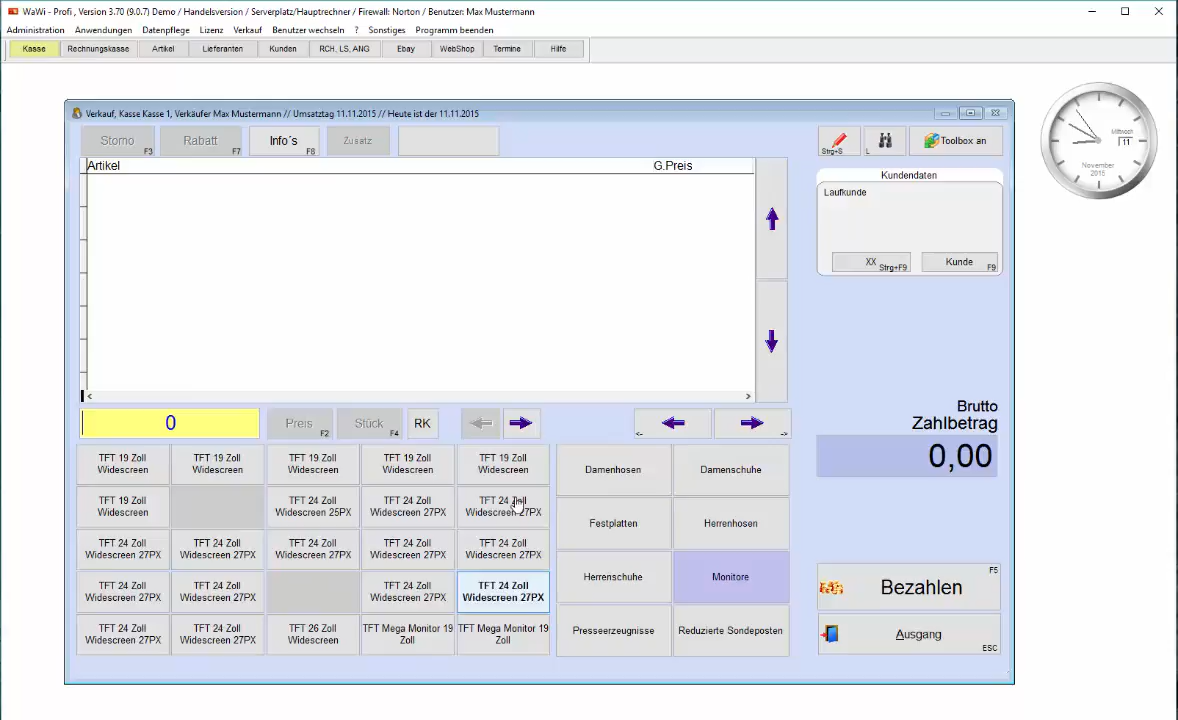 WaWi - Profi , Version 3.70 (9.0.7) Demo / Handelsversion / Serverplatz/Hauptrechner / Firewall: Norton / Benutzer: Max Mustermann
Administration Anwendungen Datenpflege Lizenz Verkauf Benutzer wechseln ? Sonstiges Programm beenden
Kasse Rechnungskasse Artikel Lieferanten Kunden RCH, LS, ANG Ebay WebShop Termine Hilfe
Verkauf, Kasse Kasse 1, Verkäufer Max Mustermann // Umsatztag 11.11.2015 // Heute ist der 11.11.2015
Storno F3 Rabatt F7 Info´s F8 Zusatz Strg+S L Toolbox an
Mittwoch
11
November
2015
Artikel G.Preis
Kundendaten
Laufkunde
XX Strg+F9 Kunde F9
0 Preis F2 Stück F4 RK <- ->
Brutto
Zahlbetrag
0,00
TFT 19 Zoll Widescreen
TFT 19 Zoll Widescreen
TFT 19 Zoll Widescreen
TFT 19 Zoll Widescreen
TFT 19 Zoll Widescreen
TFT 19 Zoll Widescreen
TFT 24 Zoll Widescreen 25PX
TFT 24 Zoll Widescreen 27PX
TFT 24 Zoll Widescreen 27PX
TFT 24 Zoll Widescreen 27PX
TFT 24 Zoll Widescreen 27PX
TFT 24 Zoll Widescreen 27PX
TFT 24 Zoll Widescreen 27PX
TFT 24 Zoll Widescreen 27PX
TFT 24 Zoll Widescreen 27PX
TFT 24 Zoll Widescreen 27PX
TFT 24 Zoll Widescreen 27PX
TFT 24 Zoll Widescreen 27PX
TFT 24 Zoll Widescreen 27PX
TFT 24 Zoll Widescreen 27PX
TFT 26 Zoll Widescreen
TFT Mega Monitor 19 Zoll
TFT Mega Monitor 19 Zoll
Damenhosen Damenschuhe
Festplatten Herrenhosen
Herrenschuhe Monitore
Presseerzeugnisse Reduzierte Sondeposten
Bezahlen F5
Ausgang ESC